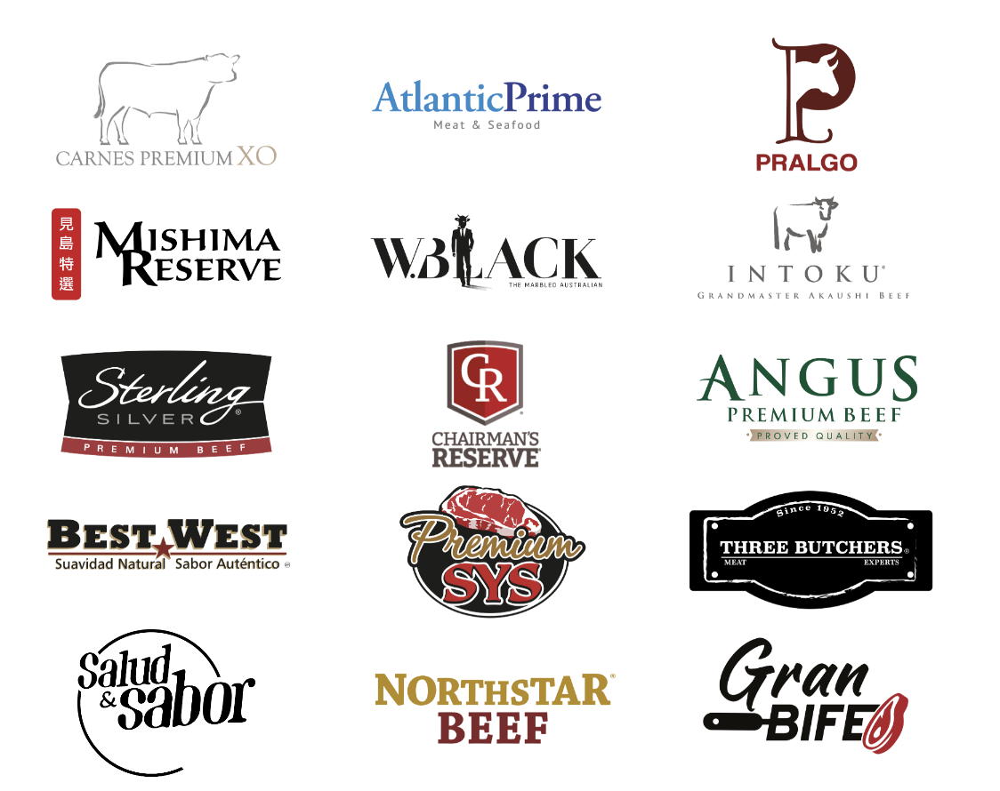 CARNES PREMIUM XO
AtlanticPrime
Meat & Seafood
P
PRALGO
見島特選
MISHIMA
RESERVE
W.BLACK
THE MARBLED AUSTRALIAN
INTOKU®
GRANDMASTER AKAUSHI BEEF
Sterling
SILVER®
PREMIUM BEEF
CR
CHAIRMAN'S
RESERVE®
ANGUS
PREMIUM BEEF
PROVED QUALITY
BEST WEST
Suavidad Natural Sabor Auténtico
Premium
SYS
Since 1952
THREE BUTCHERS®
MEAT EXPERTS
Salud
&sabor
NORTHSTAR®
BEEF
Gran
BIFE